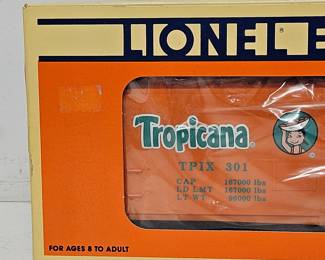 LIONEL E
Tropicana®
TPIX 301
CAP 167000 lbs
LD LMT 167000 lbs
LT WT 96000 lbs
FOR AGES 8 TO ADULT